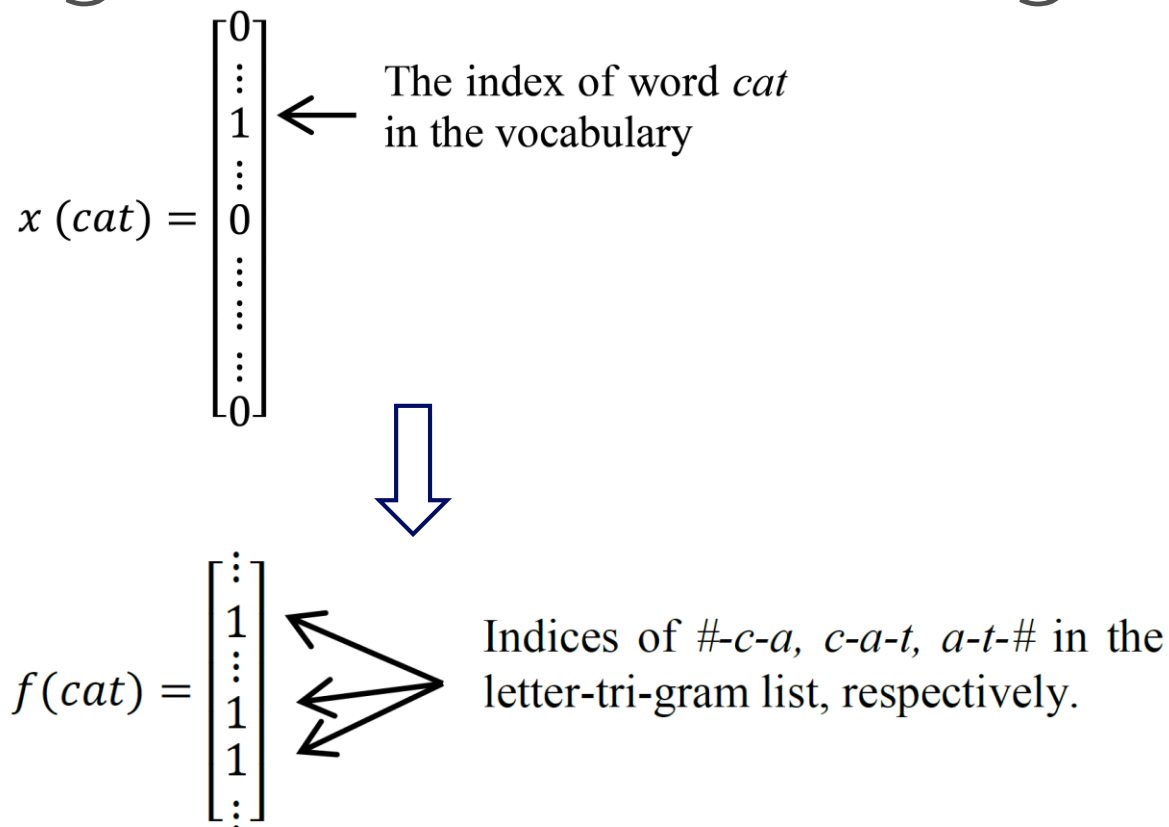 0
⋮
The index of word cat
1
in the vocabulary
⋮
x (cat) = 0
⋮
⋮
⋮
0
⋮
1
Indices of #-c-a, c-a-t, a-t-# in the
⋮
f(cat) =
letter-tri-gram list, respectively.
1
1
⋮